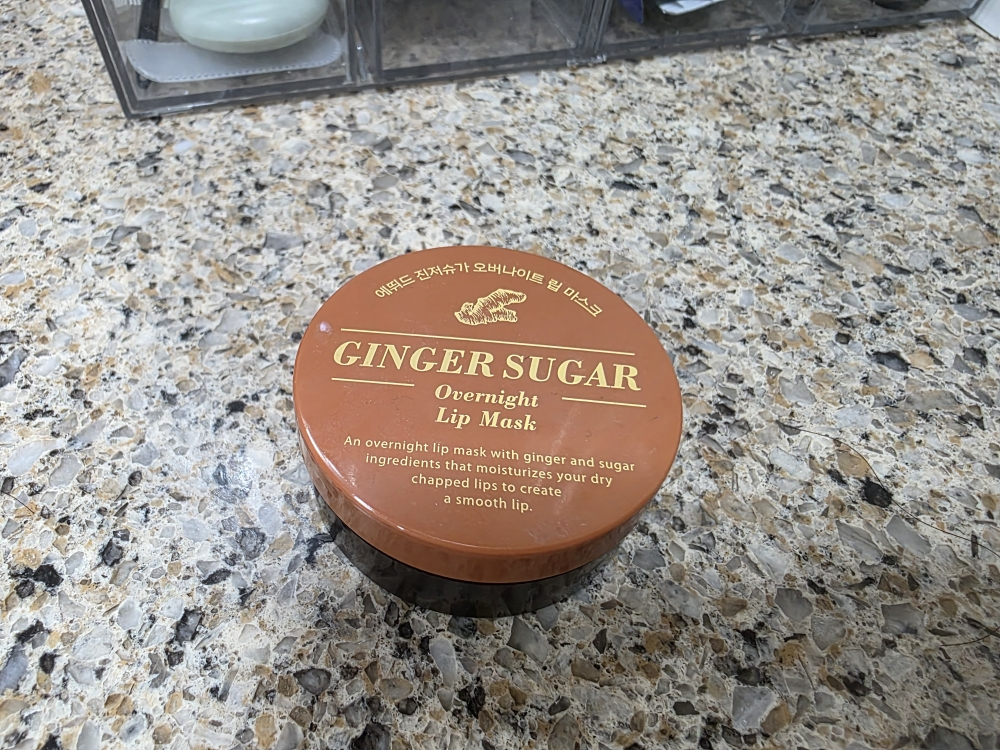 에뛰드 진저슈가 오버나이트 립 마스크
GINGER SUGAR
Overnight
Lip Mask
An overnight lip mask with ginger and sugar
ingredients that moisturizes your dry
chapped lips to create
a smooth lip.